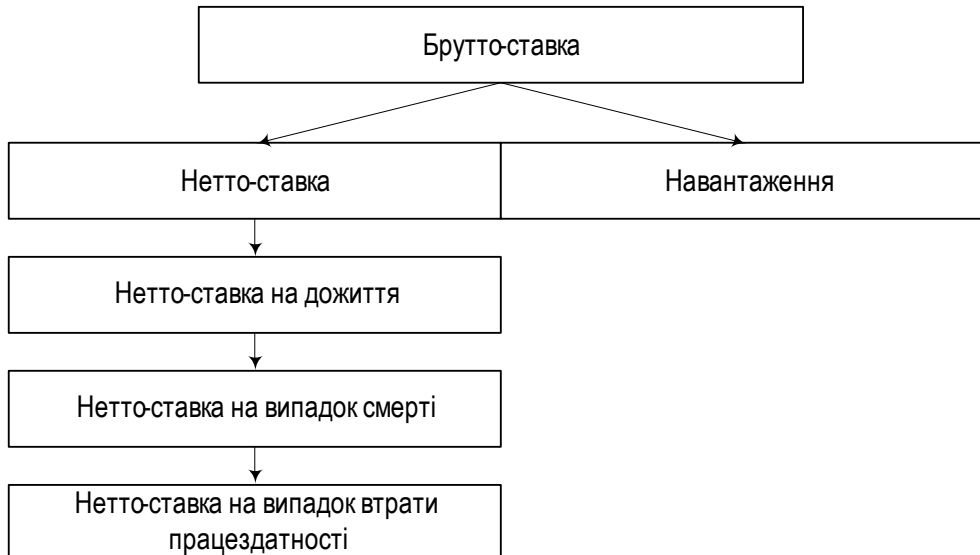 Брутто-ставка
Нетто-ставка
Навантаження
Нетто-ставка на дожиття
Нетто-ставка на випадок смерті
Нетто-ставка на випадок втрати
працездатності